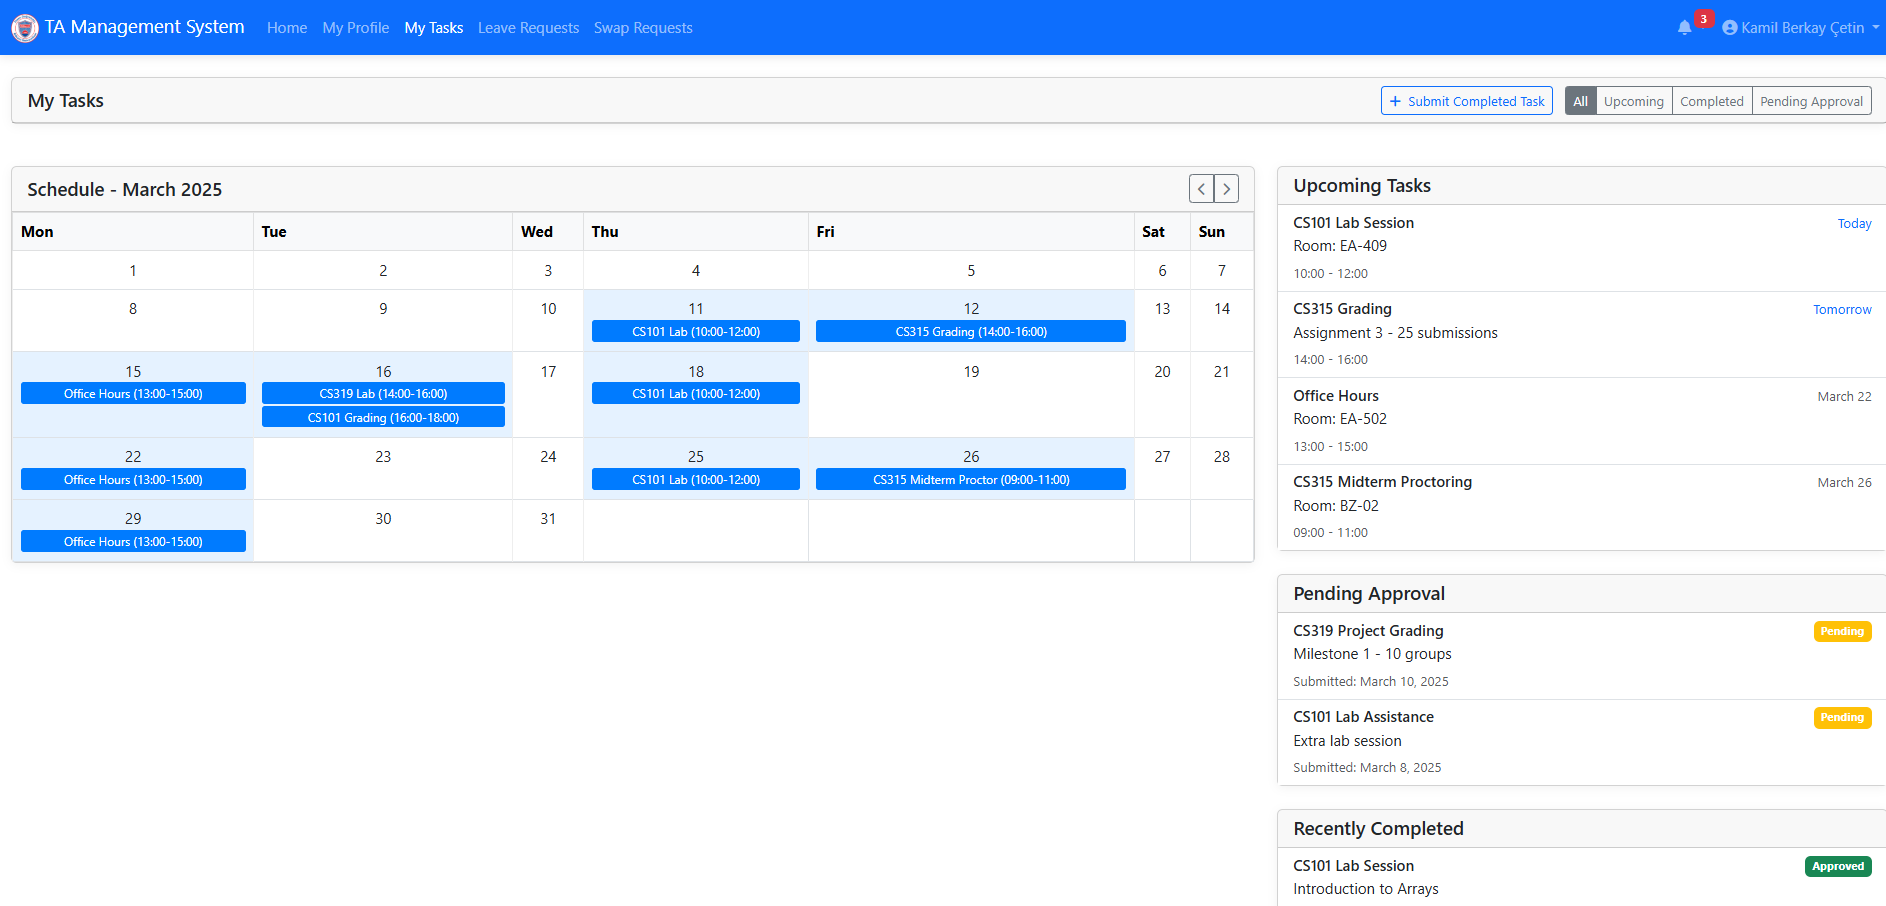 TA Management System Home My Profile My Tasks Leave Requests Swap Requests 3 Kamil Berkay Çetin
My Tasks + Submit Completed Task All Upcoming Completed Pending Approval
Schedule - March 2025
Mon Tue Wed Thu Fri Sat Sun
1 2 3 4 5 6 7
8 9 10 11 12 13 14
CS101 Lab (10:00-12:00) CS315 Grading (14:00-16:00)
15 16 17 18 19 20 21
Office Hours (13:00-15:00) CS319 Lab (14:00-16:00) CS101 Lab (10:00-12:00)
CS101 Grading (16:00-18:00)
22 23 24 25 26 27 28
Office Hours (13:00-15:00) CS101 Lab (10:00-12:00) CS315 Midterm Proctor (09:00-11:00)
29 30 31
Office Hours (13:00-15:00)
Upcoming Tasks
CS101 Lab Session Today
Room: EA-409
10:00 - 12:00
CS315 Grading Tomorrow
Assignment 3 - 25 submissions
14:00 - 16:00
Office Hours March 22
Room: EA-502
13:00 - 15:00
CS315 Midterm Proctoring March 26
Room: BZ-02
09:00 - 11:00
Pending Approval
CS319 Project Grading Pending
Milestone 1 - 10 groups
Submitted: March 10, 2025
CS101 Lab Assistance Pending
Extra lab session
Submitted: March 8, 2025
Recently Completed
CS101 Lab Session Approved
Introduction to Arrays